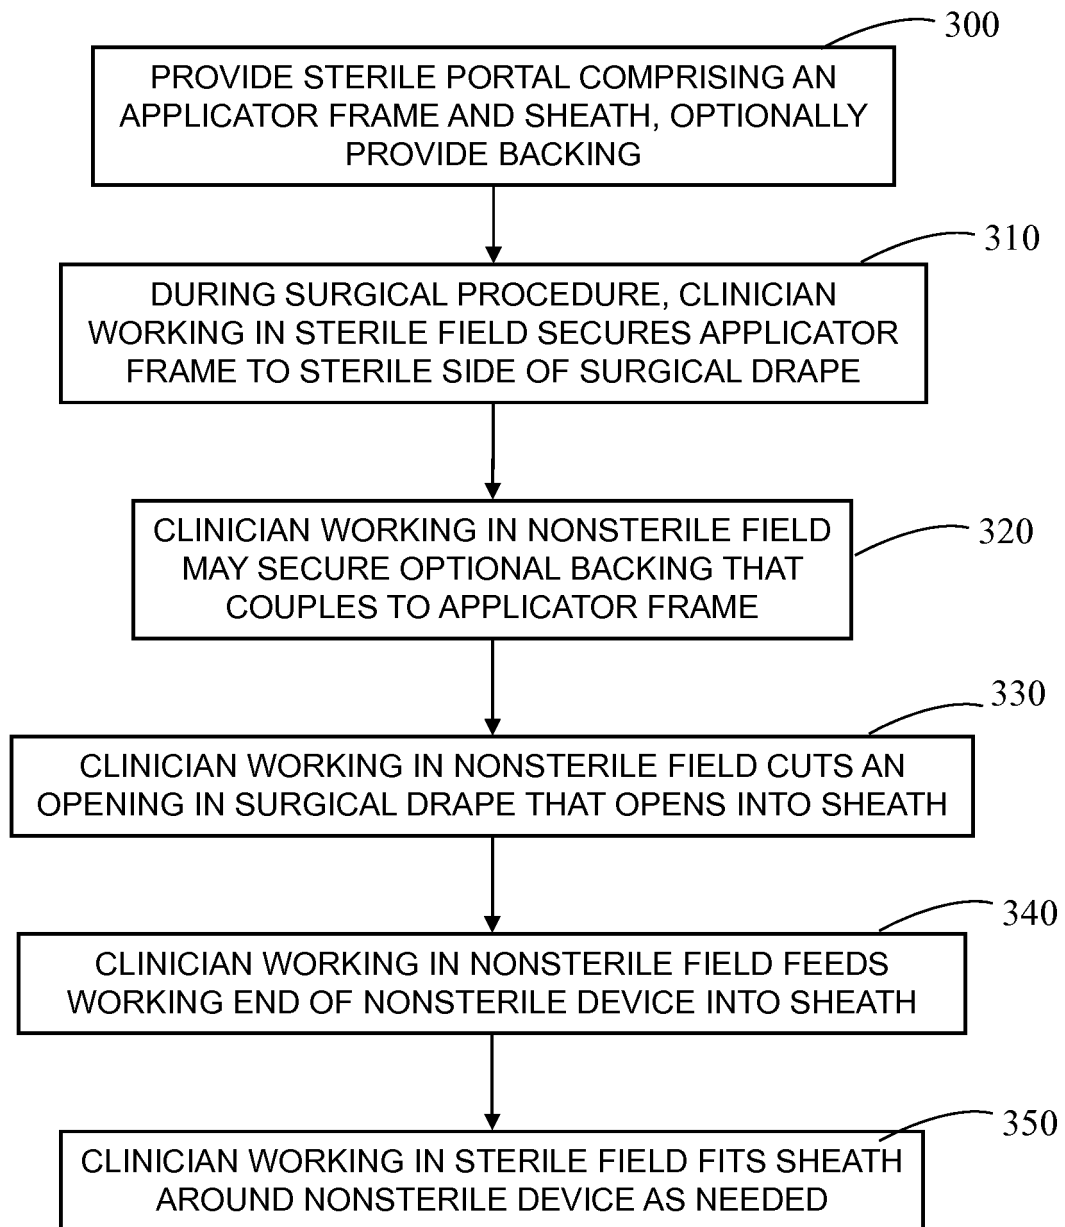 300
PROVIDE STERILE PORTAL COMPRISING AN
APPLICATOR FRAME AND SHEATH, OPTIONALLY
PROVIDE BACKING
310
DURING SURGICAL PROCEDURE, CLINICIAN
WORKING IN STERILE FIELD SECURES APPLICATOR
FRAME TO STERILE SIDE OF SURGICAL DRAPE
320
CLINICIAN WORKING IN NONSTERILE FIELD
MAY SECURE OPTIONAL BACKING THAT
COUPLES TO APPLICATOR FRAME
330
CLINICIAN WORKING IN NONSTERILE FIELD CUTS AN
OPENING IN SURGICAL DRAPE THAT OPENS INTO SHEATH
340
CLINICIAN WORKING IN NONSTERILE FIELD FEEDS
WORKING END OF NONSTERILE DEVICE INTO SHEATH
350
CLINICIAN WORKING IN STERILE FIELD FITS SHEATH
AROUND NONSTERILE DEVICE AS NEEDED